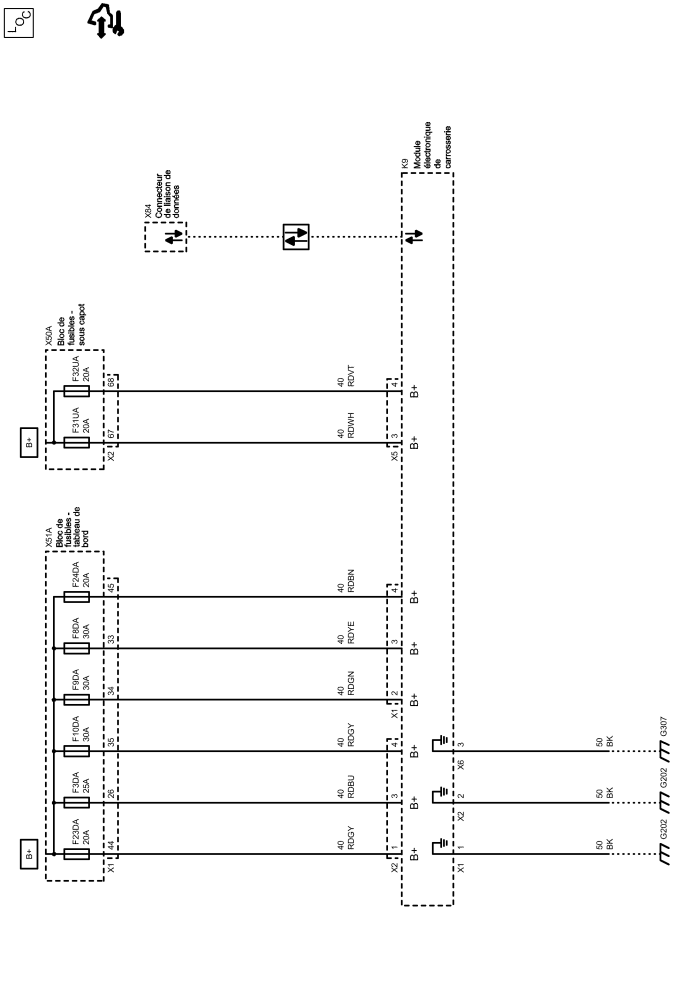 LOC
X84
Connecteur
de liaison de
données
K9
Module
électronique
de
carrosserie
X50A
Bloc de
fusibles -
sous capot
B+
F31UA
20A
F32UA
20A
X2
67
68
40
RDWH
40
RDVT
X5
3
4
B+
B+
X51A
Bloc de
fusibles -
tableau de
bord
B+
F23DA
20A
F3DA
25A
F10DA
30A
F9DA
30A
F8DA
30A
F24DA
20A
X1
44
26
35
34
33
45
40
RDGY
40
RDBU
40
RDGY
40
RDGN
40
RDYE
40
RDBN
X2
1
3
4
X1
2
3
4
B+
B+
B+
B+
B+
B+
X1
1
X2
2
X6
3
50
BK
50
BK
50
BK
G202
G202
G307